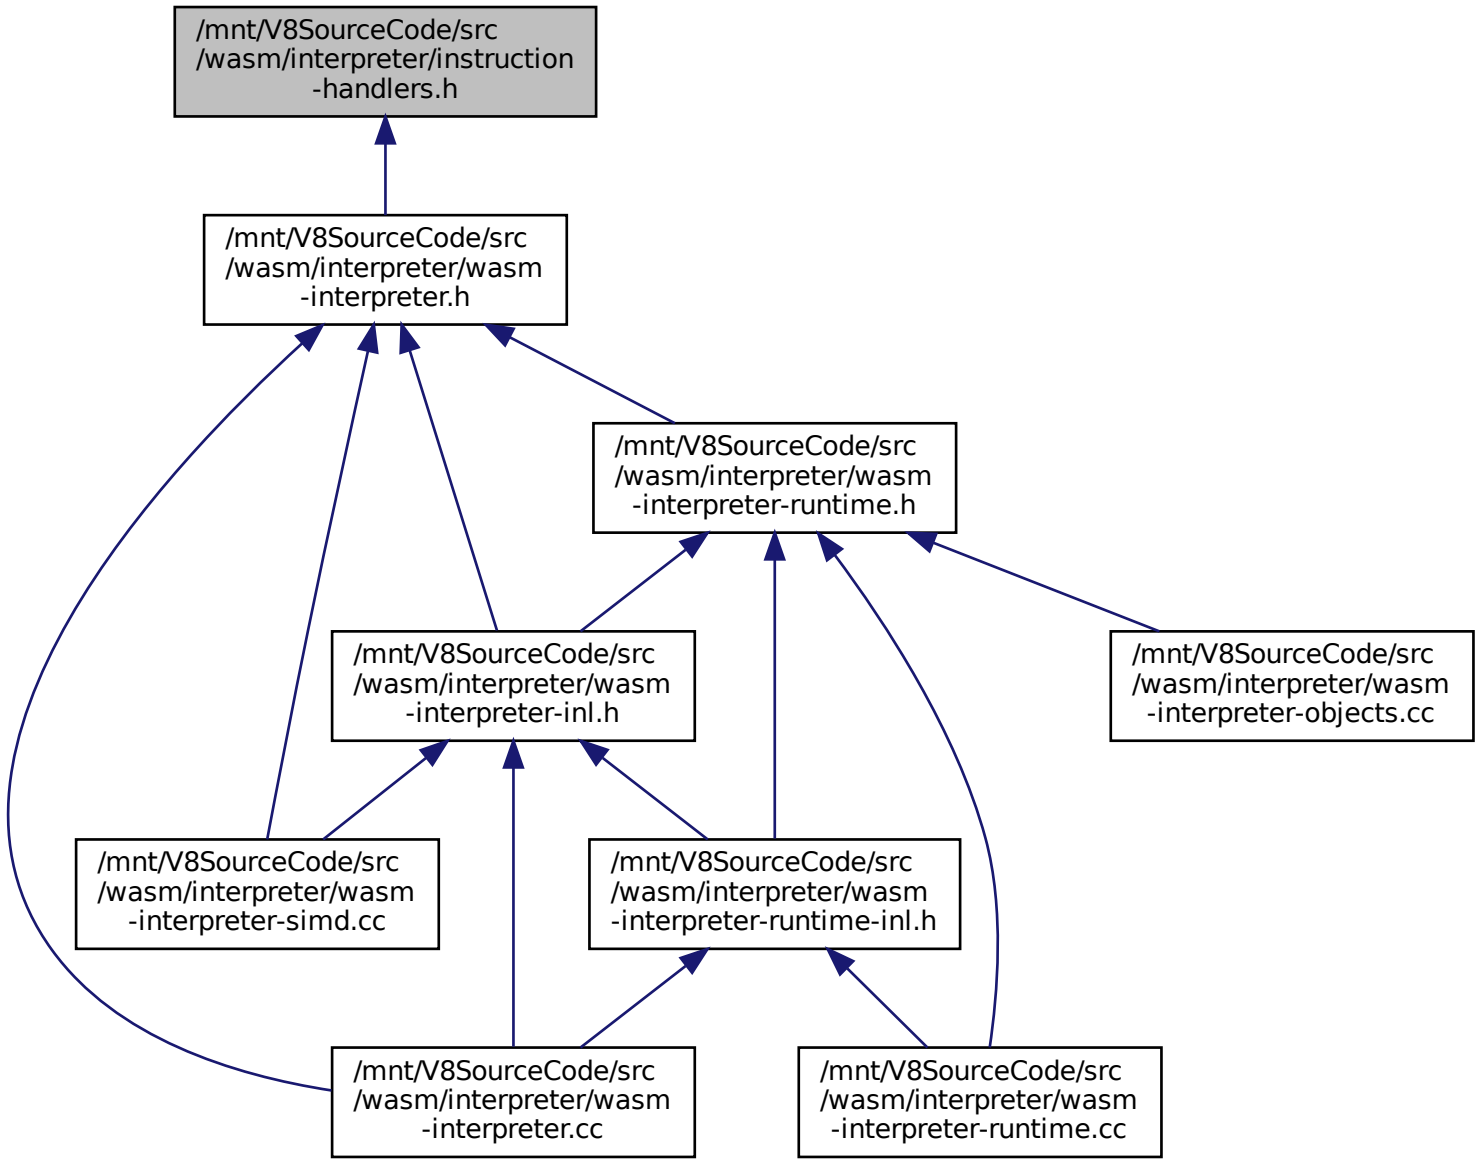 /mnt/V8SourceCode/src
/wasm/interpreter/instruction
-handlers.h
/mnt/V8SourceCode/src
/wasm/interpreter/wasm
-interpreter.h
/mnt/V8SourceCode/src
/wasm/interpreter/wasm
-interpreter-runtime.h
/mnt/V8SourceCode/src
/wasm/interpreter/wasm
-interpreter-inl.h
/mnt/V8SourceCode/src
/wasm/interpreter/wasm
-interpreter-objects.cc
/mnt/V8SourceCode/src
/wasm/interpreter/wasm
-interpreter-simd.cc
/mnt/V8SourceCode/src
/wasm/interpreter/wasm
-interpreter-runtime-inl.h
/mnt/V8SourceCode/src
/wasm/interpreter/wasm
-interpreter.cc
/mnt/V8SourceCode/src
/wasm/interpreter/wasm
-interpreter-runtime.cc